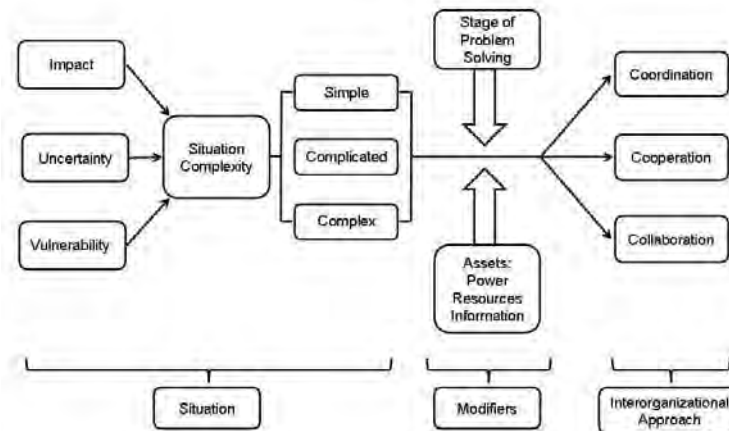 Impact
Uncertainty
Vulnerability
Situation
Complexity
Simple
Complicated
Complex
Stage of
Problem
Solving
Assets:
Power
Resources
Information
Coordination
Cooperation
Collaboration
Situation
Modifiers
Interorganizational
Approach